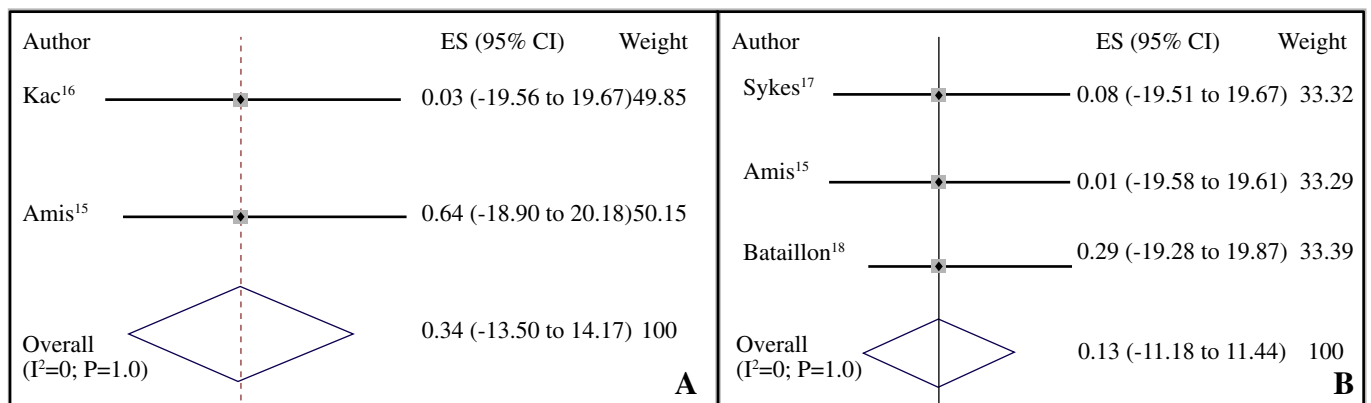 Author ES (95% CI) Weight
Kac16 0.03 (-19.56 to 19.67)49.85
Amis15 0.64 (-18.90 to 20.18)50.15
0.34 (-13.50 to 14.17) 100
Overall
(I2=0; P=1.0)
A
Author ES (95% CI) Weight
Sykes17 0.08 (-19.51 to 19.67) 33.32
Amis15 0.01 (-19.58 to 19.61) 33.29
Bataillon18 0.29 (-19.28 to 19.87) 33.39
Overall 0.13 (-11.18 to 11.44) 100
(I2=0; P=1.0)
B